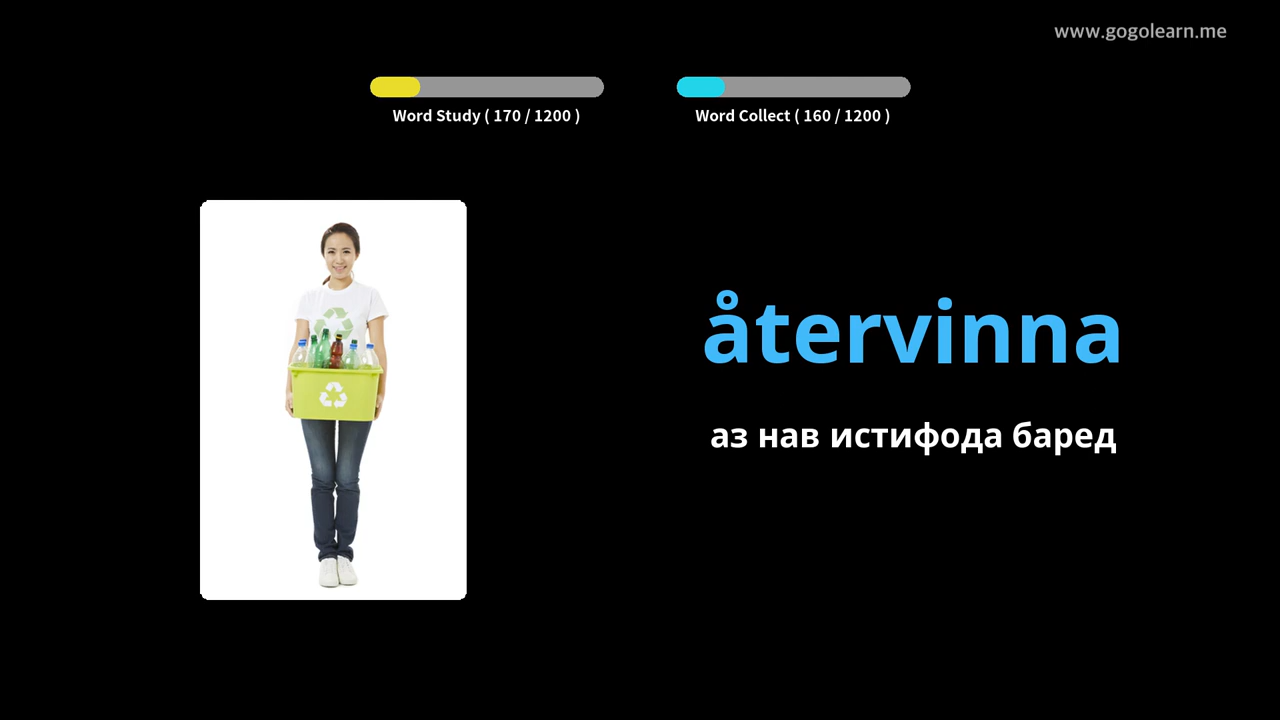 www.gogolearn.me
Word Study ( 170 / 1200 )
Word Collect ( 160 / 1200 )
återvinna
аз нав истифода баред